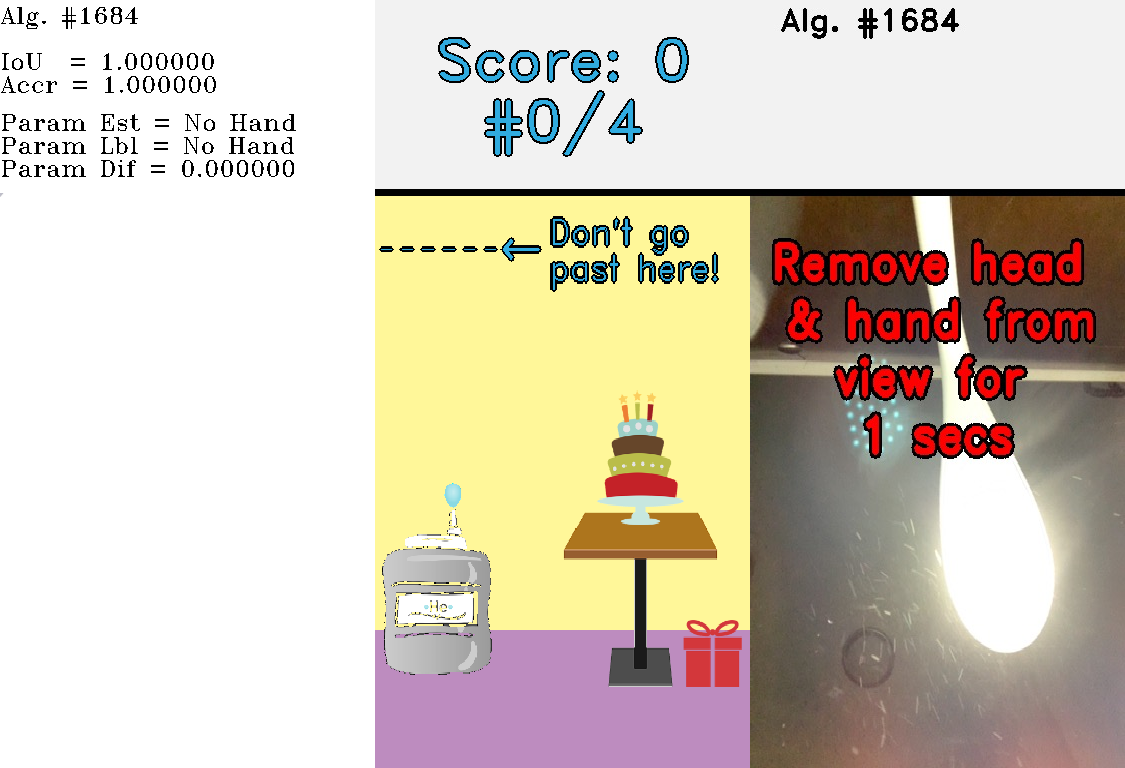 Alg. #1684
IoU = 1.000000
Accr = 1.000000
Param Est = No Hand
Param Lbl = No Hand
Param Dif = 0.000000
Score: 0
#0/4
Alg. #1684
Don't go
past here!
Remove head
& hand from
view for
1 secs